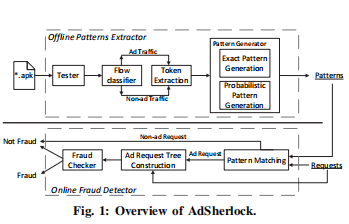 Offline Patterns Extractor
*.apk
Tester
Flow
classifier
Ad Traffic
Non-ad Traffic
Token
Extraction
Pattern Generator
Exact Pattern
Generation
Probabilistic
Pattern
Generation
Patterns
Not Fraud
Fraud
Fraud
Checker
Ad Request Tree
Construction
Non-ad Request
Ad Request
Pattern Matching
Requests
Online Fraud Detector
Fig. 1: Overview of AdSherlock.